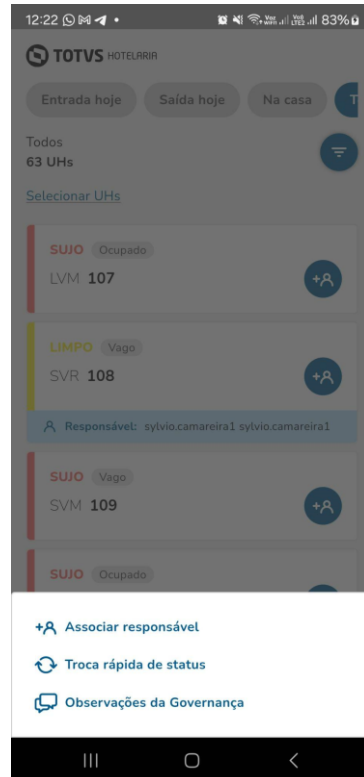 12:22 83%
TOTVS HOTELARIA
Entrada hoje Saída hoje Na casa T
Todos
63 UHs
Selecionar UHs
SUJO Ocupado
LVM 107
LIMPO Vago
SVR 108
Responsável: sylvio.camareira1 sylvio.camareira1
SUJO Vago
SVM 109
SUJO Ocupado
Associar responsável
Troca rápida de status
Observações da Governança